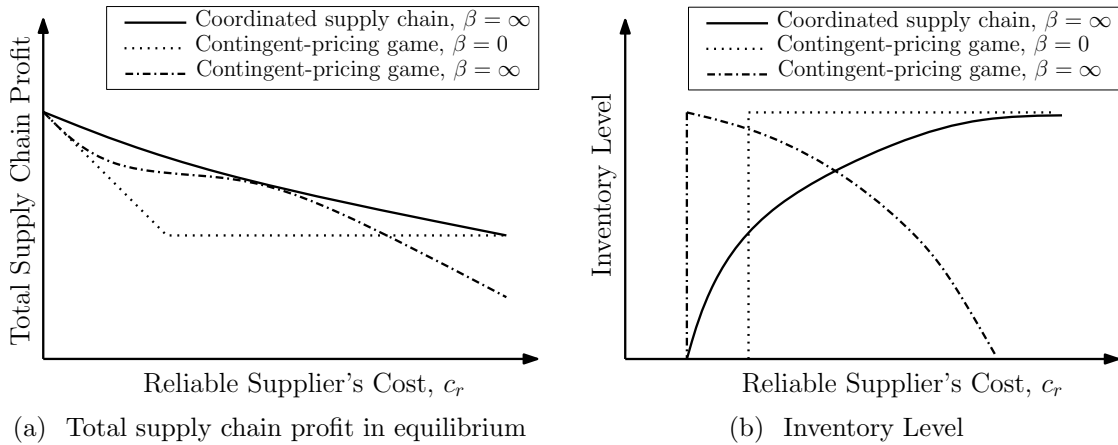 Coordinated supply chain, β = ∞
Contingent-pricing game, β = 0
Contingent-pricing game, β = ∞
Total Supply Chain Profit
Reliable Supplier's Cost, c_r
(a) Total supply chain profit in equilibrium
Coordinated supply chain, β = ∞
Contingent-pricing game, β = 0
Contingent-pricing game, β = ∞
Inventory Level
Reliable Supplier's Cost, c_r
(b) Inventory Level